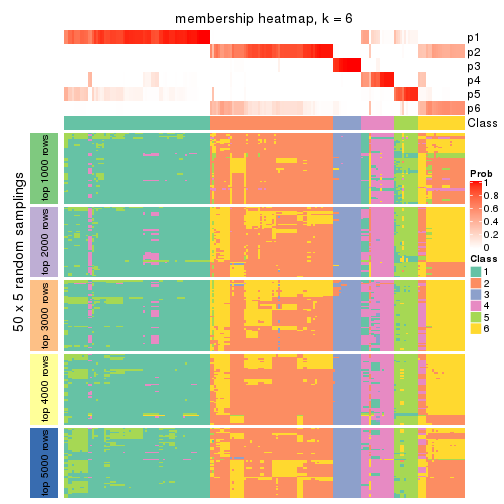 membership heatmap, k = 6
p1
p2
p3
p4
p5
p6
Class
50 x 5 random samplings
top 1000 rows
top 2000 rows
top 3000 rows
top 4000 rows
top 5000 rows
Prob
1
0.8
0.6
0.4
0.2
0
Class
1
2
3
4
5
6